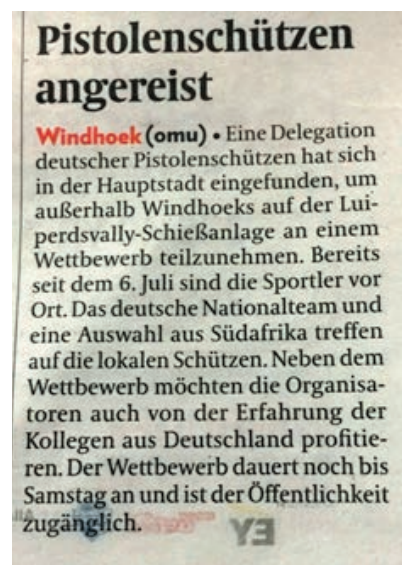 Pistolenschützen
angereist
Windhoek (omu) • Eine Delegation
deutscher Pistolenschützen hat sich
in der Hauptstadt eingefunden, um
außerhalb Windhoeks auf der Lui-
perdsvally-Schießanlage an einem
Wettbewerb teilzunehmen. Bereits
seit dem 6. Juli sind die Sportler vor
Ort. Das deutsche Nationalteam und
eine Auswahl aus Südafrika treffen
auf die lokalen Schützen. Neben dem
Wettbewerb möchten die Organisa-
toren auch von der Erfahrung der
Kollegen aus Deutschland profitie-
ren. Der Wettbewerb dauert noch bis
Samstag an und ist der Öffentlichkeit
zugänglich.